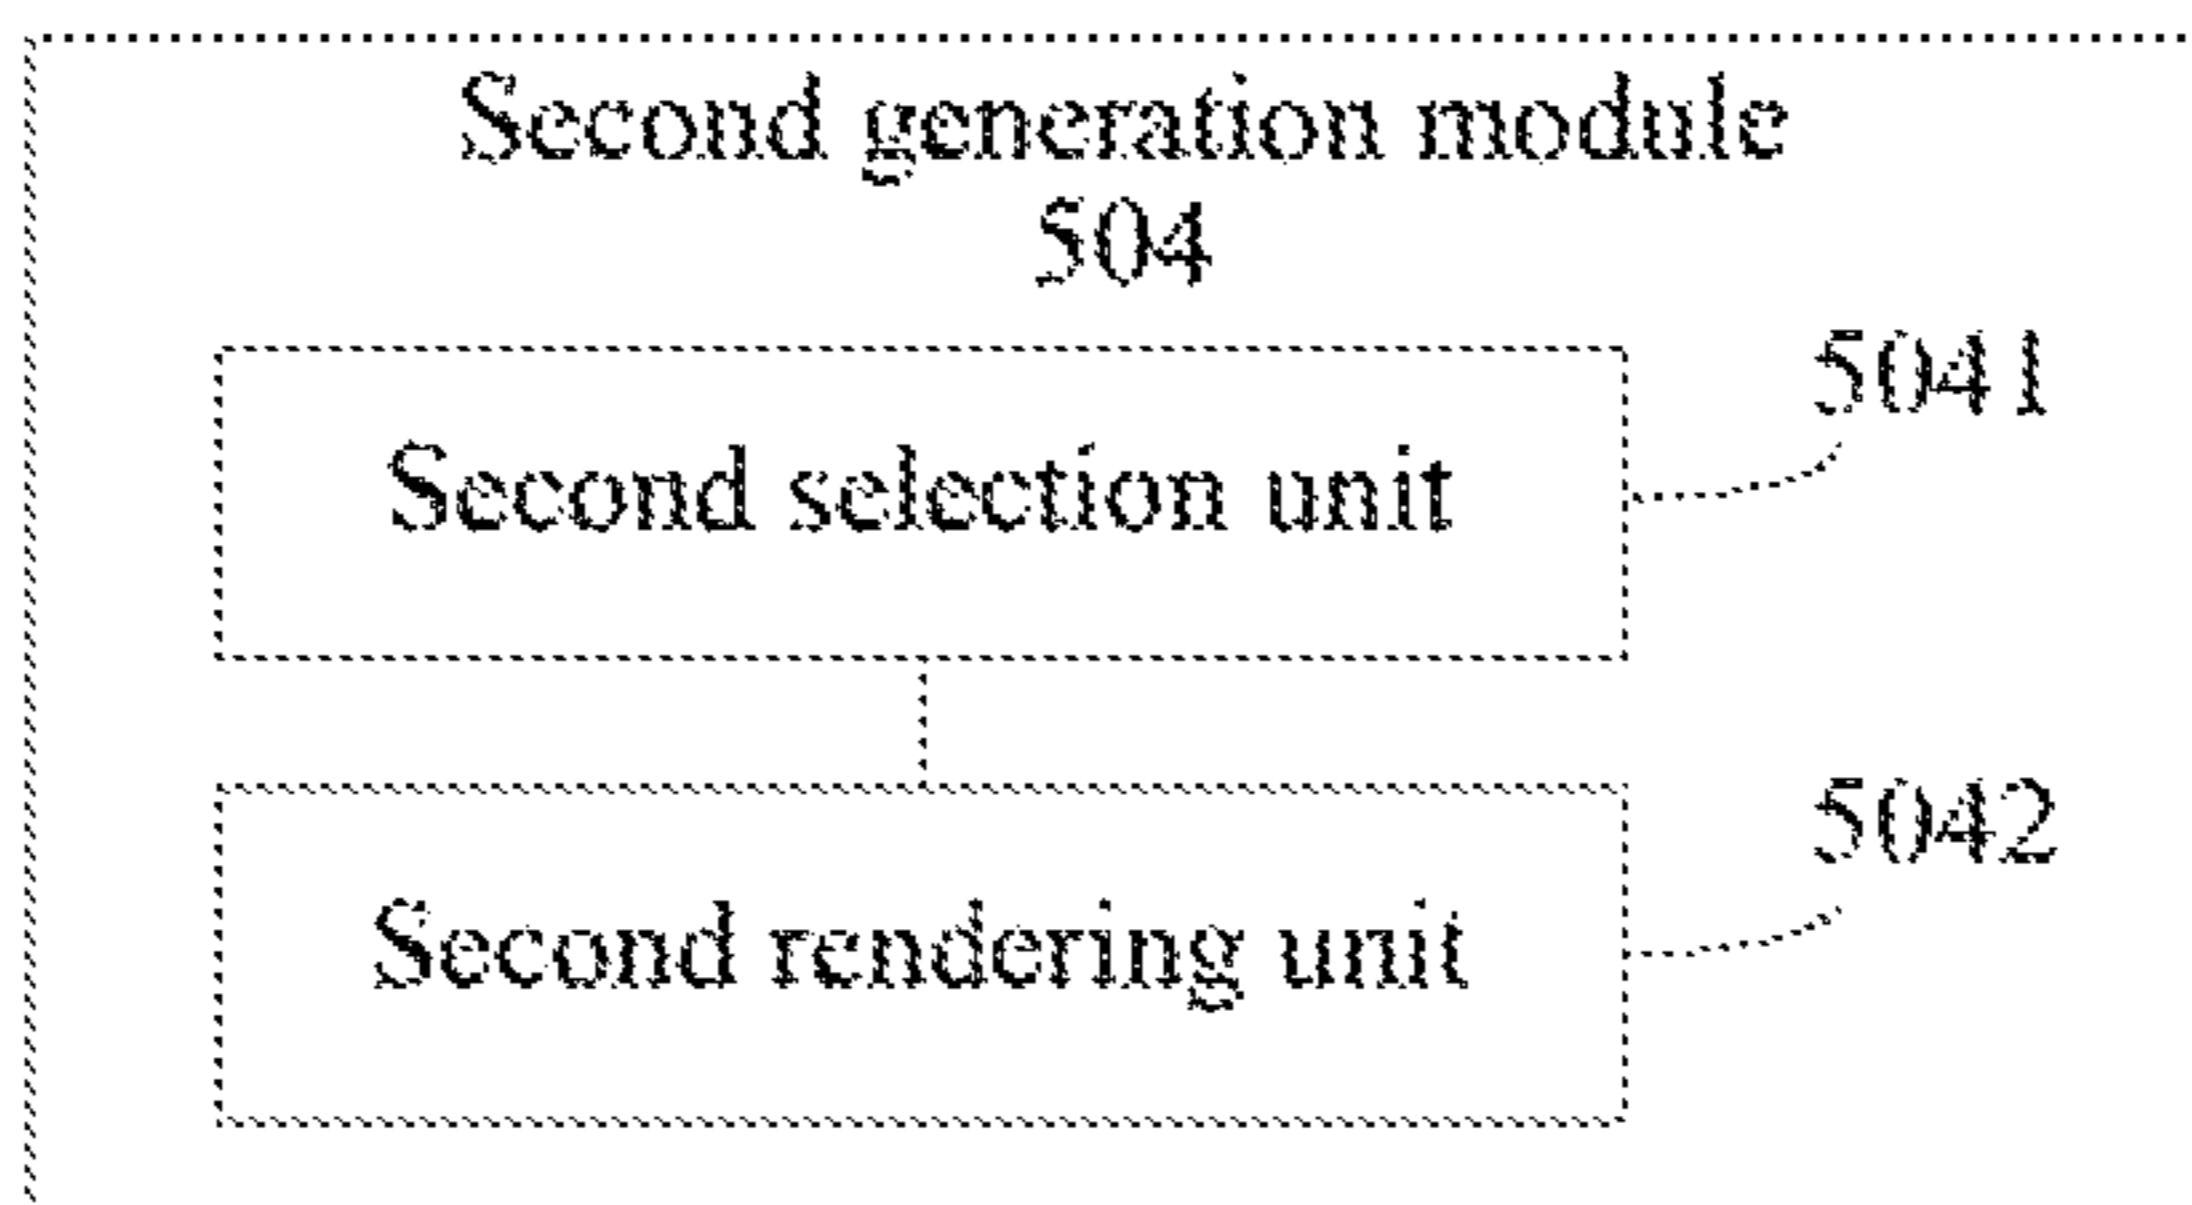 Second generation module
504
5041
Second selection unit
5042
Second rendering unit